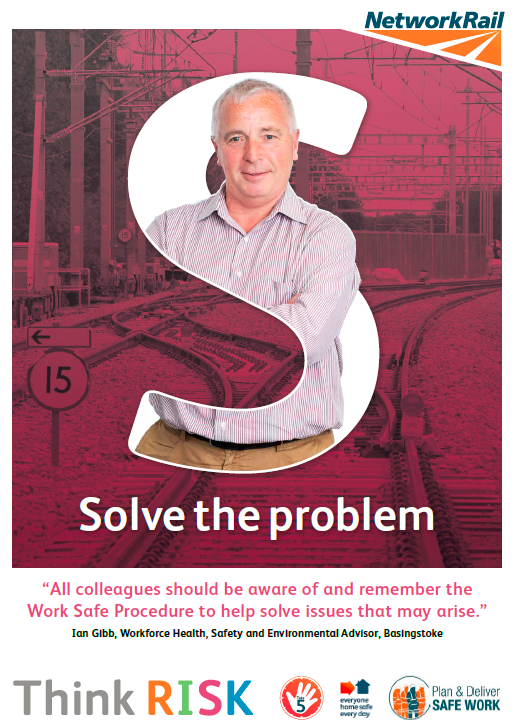 NetworkRail
S
15
15
Solve the problem
“All colleagues should be aware of and remember the
Work Safe Procedure to help solve issues that may arise.”
Ian Gibb, Workforce Health, Safety and Environmental Advisor, Basingstoke
Think RISK
Take
5
everyone
home safe
every day
Plan & Deliver
SAFE WORK